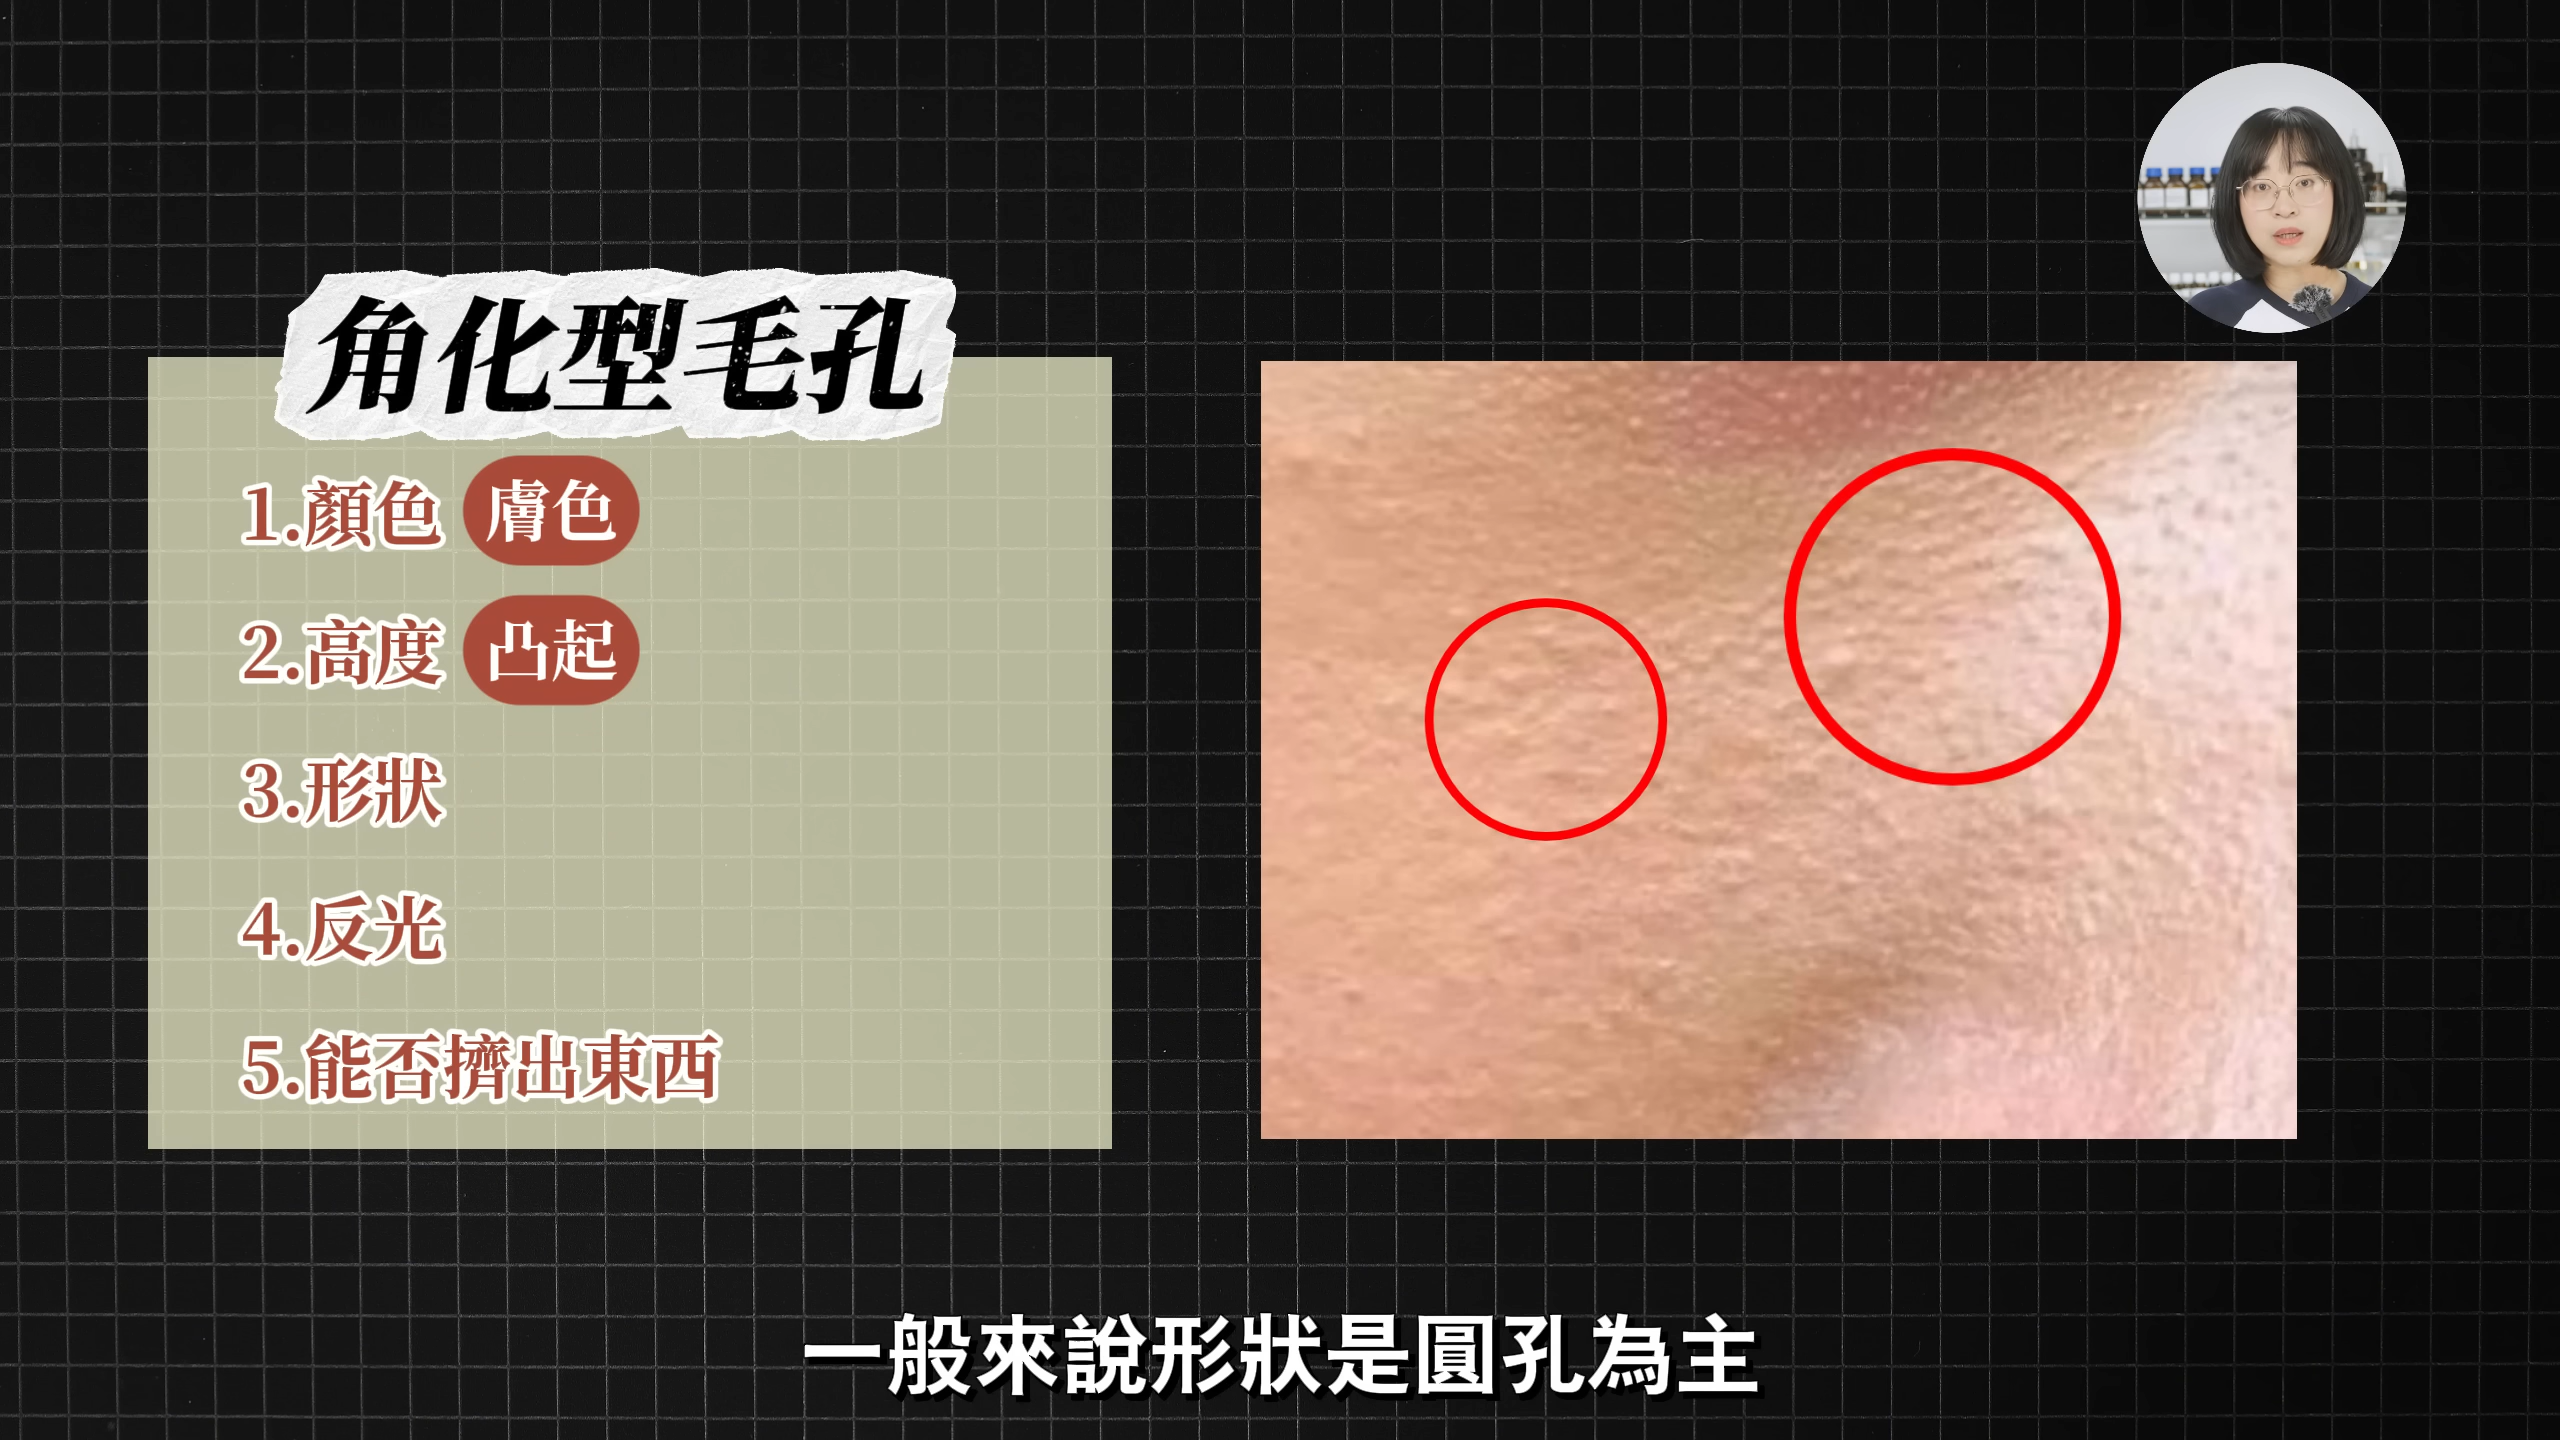 角化型毛孔
1.顏色 膚色
2.高度 凸起
3.形狀
4.反光
5.能否擠出東西
一般來說形狀是圓孔為主